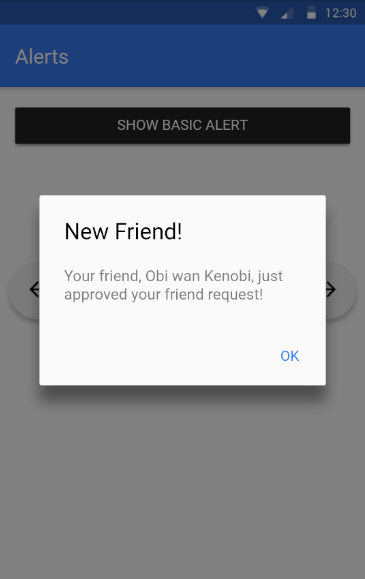 12:30
Alerts
SHOW BASIC ALERT
New Friend!
Your friend, Obi wan Kenobi, just
approved your friend request!
OK